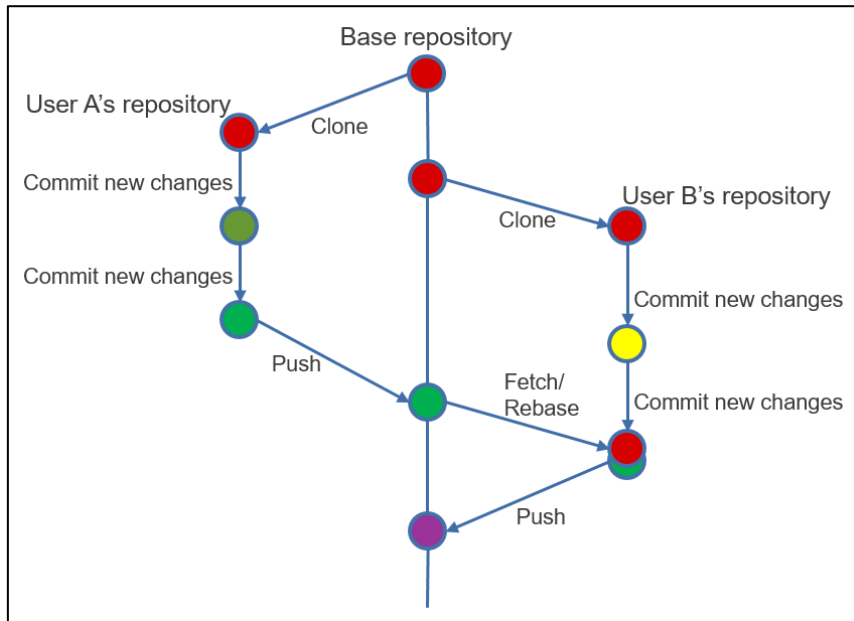 Base repository
User A’s repository
Clone
Commit new changes
User B’s repository
Clone
Commit new changes
Commit new changes
Push
Fetch/
Rebase
Commit new changes
Push